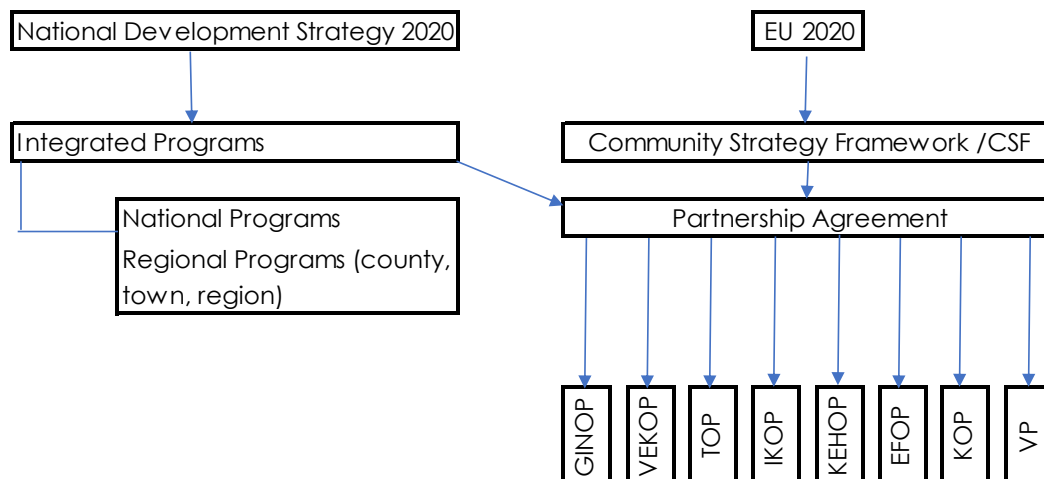 National Development Strategy 2020
EU 2020
Integrated Programs
Community Strategy Framework /CSF
National Programs
Regional Programs (county,
town, region)
Partnership Agreement
GINOP
VEKOP
TOP
IKOP
KEHOP
EFOP
KOP
VP